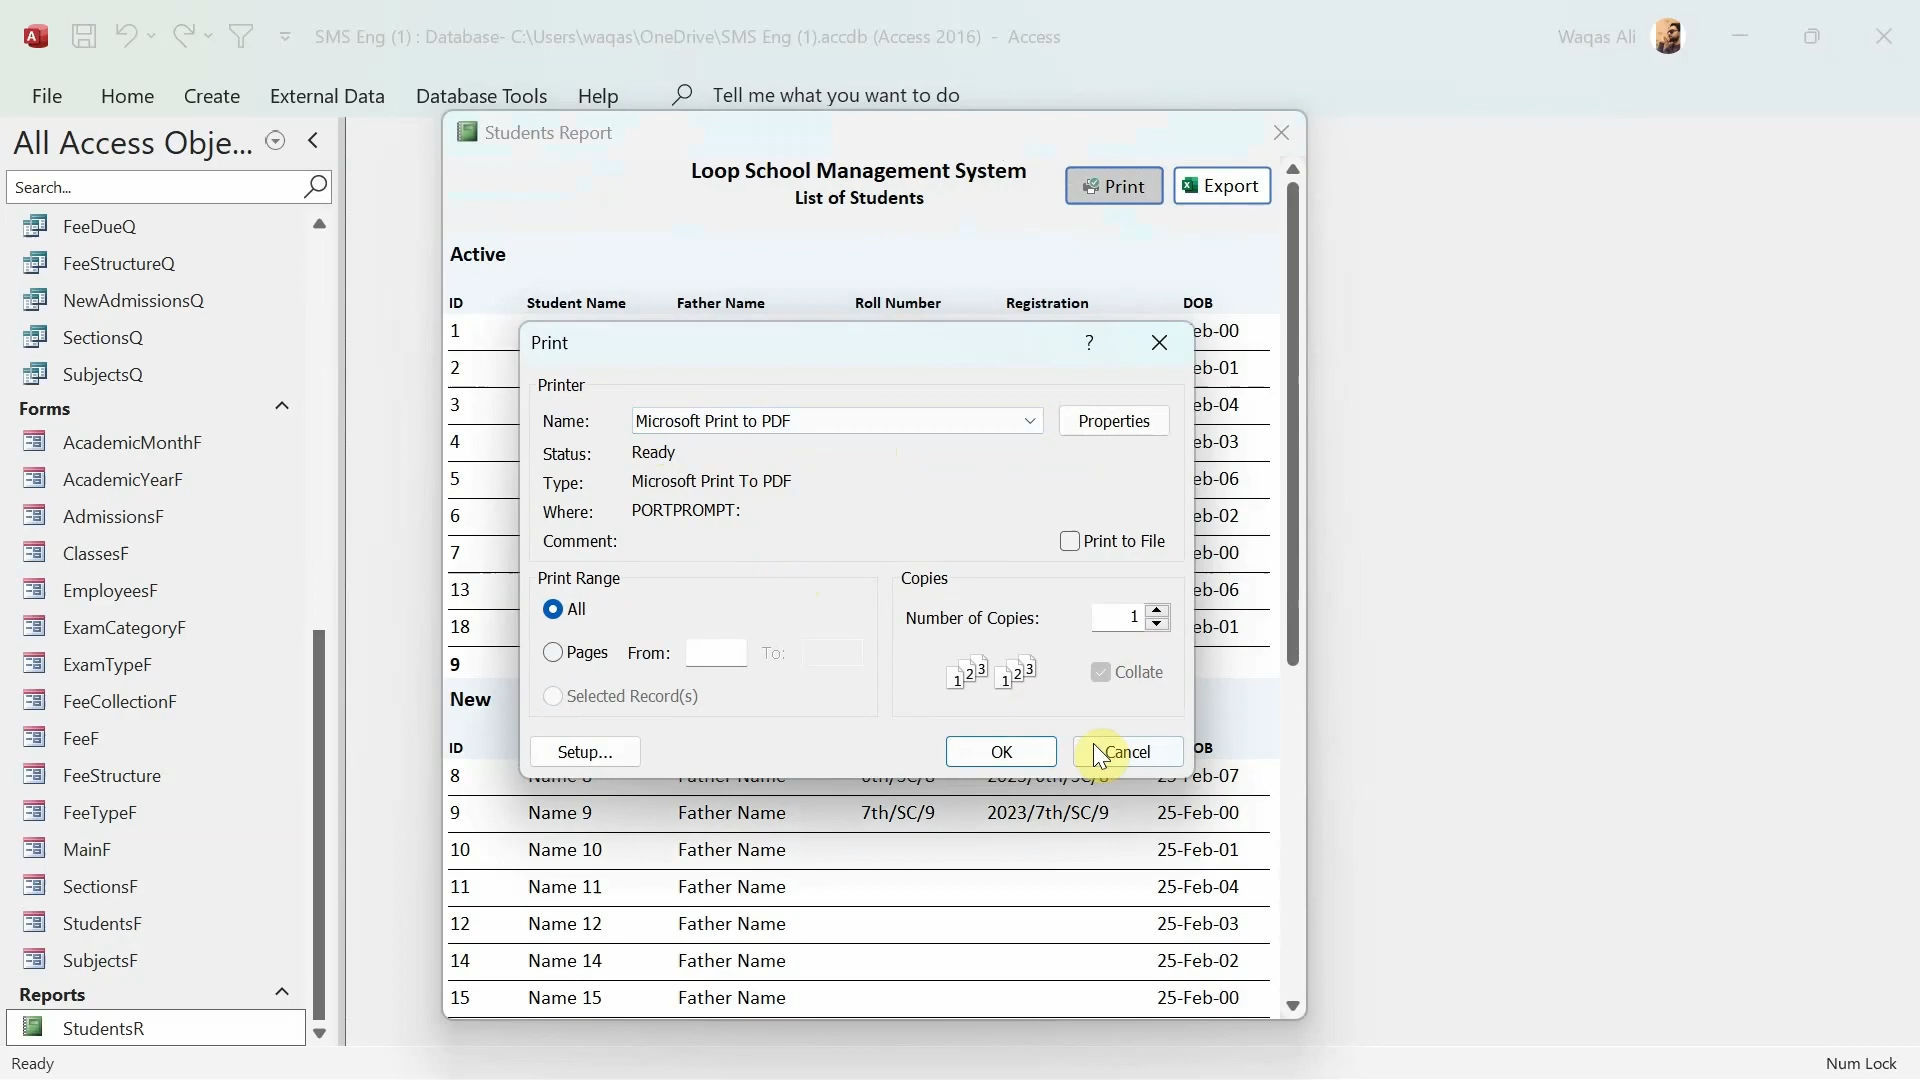 SMS Eng (1) : Database- C:\Users\waqas\OneDrive\SMS Eng (1).accdb (Access 2016) - Access
Waqas Ali
File Home Create External Data Database Tools Help Tell me what you want to do
All Access Obje...
Search...
FeeDueQ
FeeStructureQ
NewAdmissionsQ
SectionsQ
SubjectsQ
Forms
AcademicMonthF
AcademicYearF
AdmissionsF
ClassesF
EmployeesF
ExamCategoryF
ExamTypeF
FeeCollectionF
FeeF
FeeStructure
FeeTypeF
MainF
SectionsF
StudentsF
SubjectsF
Reports
StudentsR
Students Report
Loop School Management System
List of Students
Print Export
Active
ID Student Name Father Name Roll Number Registration DOB
1 eb-00
2 eb-01
3 eb-04
4 eb-03
5 eb-06
6 eb-02
7 eb-00
13 eb-06
18 eb-01
9
New
ID OB
8 25-Feb-07
9 Name 9 Father Name 7th/SC/9 2023/7th/SC/9 25-Feb-00
10 Name 10 Father Name 25-Feb-01
11 Name 11 Father Name 25-Feb-04
12 Name 12 Father Name 25-Feb-03
14 Name 14 Father Name 25-Feb-02
15 Name 15 Father Name 25-Feb-00
Print ?
Printer
Name: Microsoft Print to PDF Properties
Status: Ready
Type: Microsoft Print To PDF
Where: PORTPROMPT:
Comment: Print to File
Print Range
All
Pages From: To:
Selected Record(s)
Copies
Number of Copies: 1
1 2 3 1 2 3 Collate
Setup... OK Cancel
Ready Num Lock